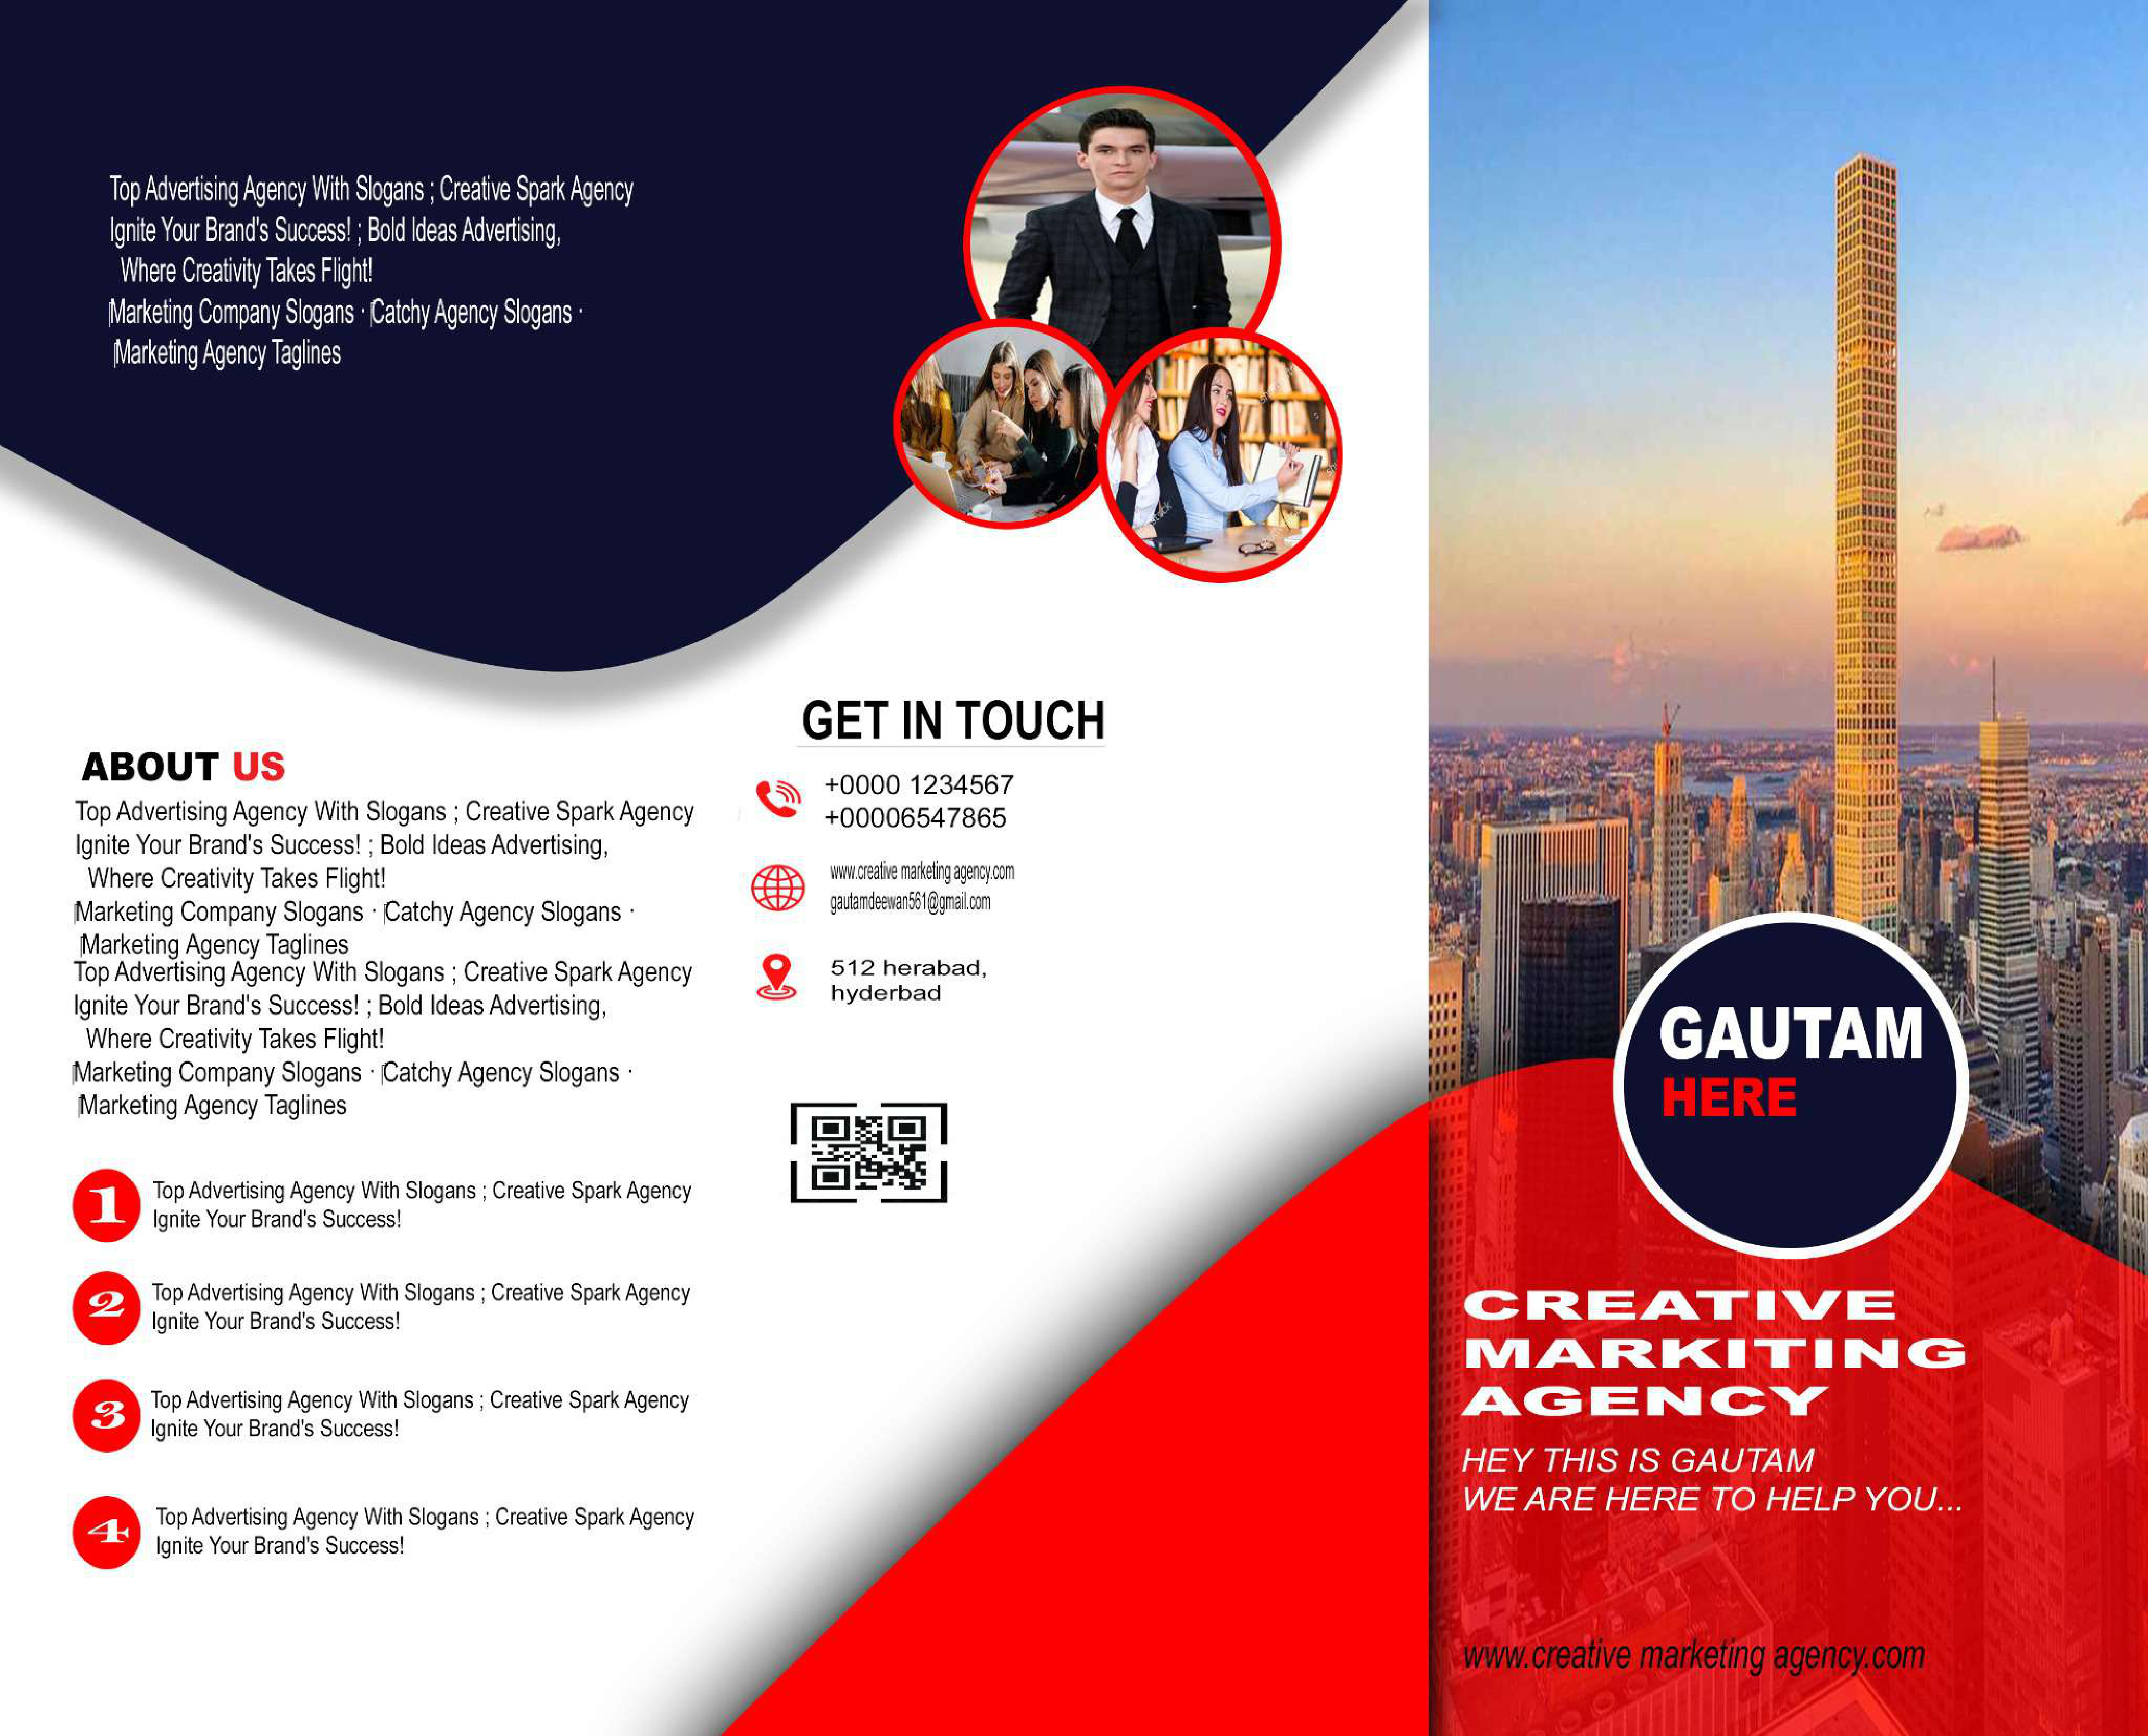 Top Advertising Agency With Slogans ; Creative Spark Agency
Ignite Your Brand's Success! ; Bold Ideas Advertising,
Where Creativity Takes Flight!
Marketing Company Slogans · Catchy Agency Slogans ·
Marketing Agency Taglines
ABOUT US
Top Advertising Agency With Slogans ; Creative Spark Agency
Ignite Your Brand's Success! ; Bold Ideas Advertising,
Where Creativity Takes Flight!
Marketing Company Slogans · Catchy Agency Slogans ·
Marketing Agency Taglines
Top Advertising Agency With Slogans ; Creative Spark Agency
Ignite Your Brand's Success! ; Bold Ideas Advertising,
Where Creativity Takes Flight!
Marketing Company Slogans · Catchy Agency Slogans ·
Marketing Agency Taglines
1 Top Advertising Agency With Slogans ; Creative Spark Agency
Ignite Your Brand's Success!
2 Top Advertising Agency With Slogans ; Creative Spark Agency
Ignite Your Brand's Success!
3 Top Advertising Agency With Slogans ; Creative Spark Agency
Ignite Your Brand's Success!
4 Top Advertising Agency With Slogans ; Creative Spark Agency
Ignite Your Brand's Success!
GET IN TOUCH
+0000 1234567
+00006547865
www.creative marketing agency.com
gautamdeewan561@gmail.com
512 herabad,
hyderbad
GAUTAM
HERE
CREATIVE
MARKITING
AGENCY
HEY THIS IS GAUTAM
WE ARE HERE TO HELP YOU...
www.creative marketing agency.com